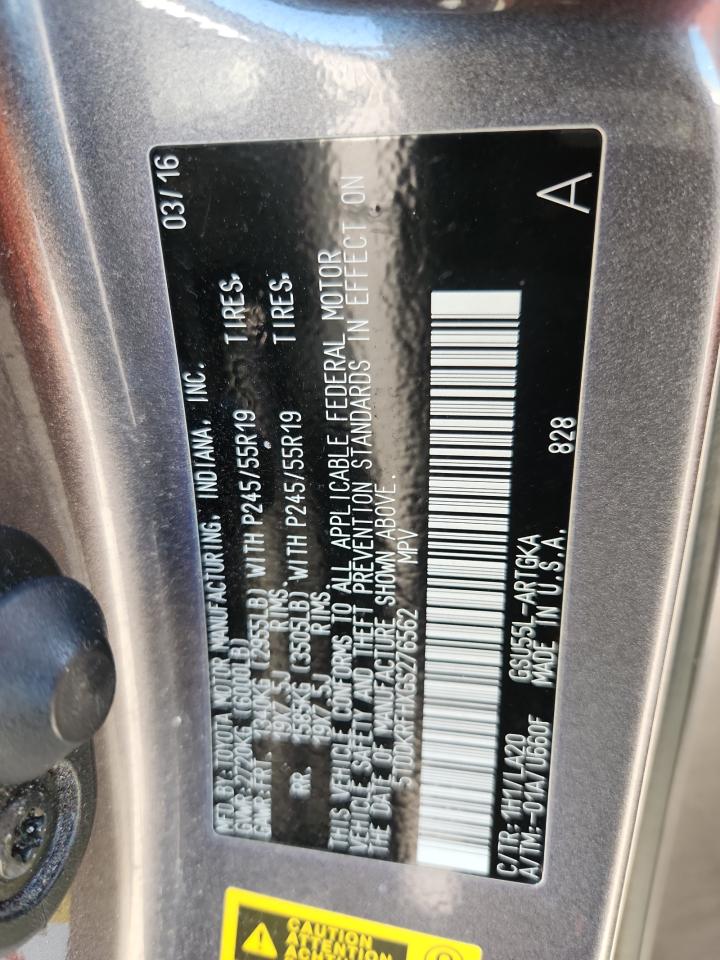 MFD BY: TOYOTA MOTOR MANUFACTURING, INDIANA, INC. 03/16
GVWR: 2720KG (6000LB)
GAWR: FRT 1340KG (2955LB) WITH P245/55R19 TIRES,
19X7.5J RIMS,
RR. 1585KG (3505LB) WITH P245/55R19 TIRES,
19X7.5J RIMS,
THIS VEHICLE CONFORMS TO ALL APPLICABLE FEDERAL MOTOR
VEHICLE SAFETY AND THEFT PREVENTION STANDARDS IN EFFECT ON
THE DATE OF MANUFACTURE SHOWN ABOVE.
MPV
C/TR: 1H1/LA20 GSU55L-ARTGKA 828 A
A/TM:-01A/U660F MADE IN U.S.A.
CAUTION
ATTENTION